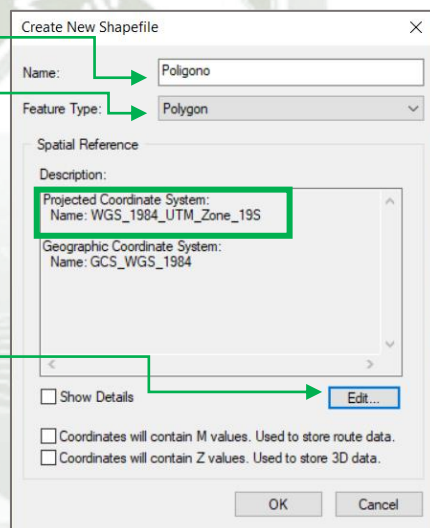 Create New Shapefile
Name:
Poligono
Feature Type:
Polygon
Spatial Reference
Description:
Projected Coordinate System:
Name: WGS_1984_UTM_Zone_19S
Geographic Coordinate System:
Name: GCS_WGS_1984
Show Details
Edit...
Coordinates will contain M values. Used to store route data.
Coordinates will contain Z values. Used to store 3D data.
OK
Cancel